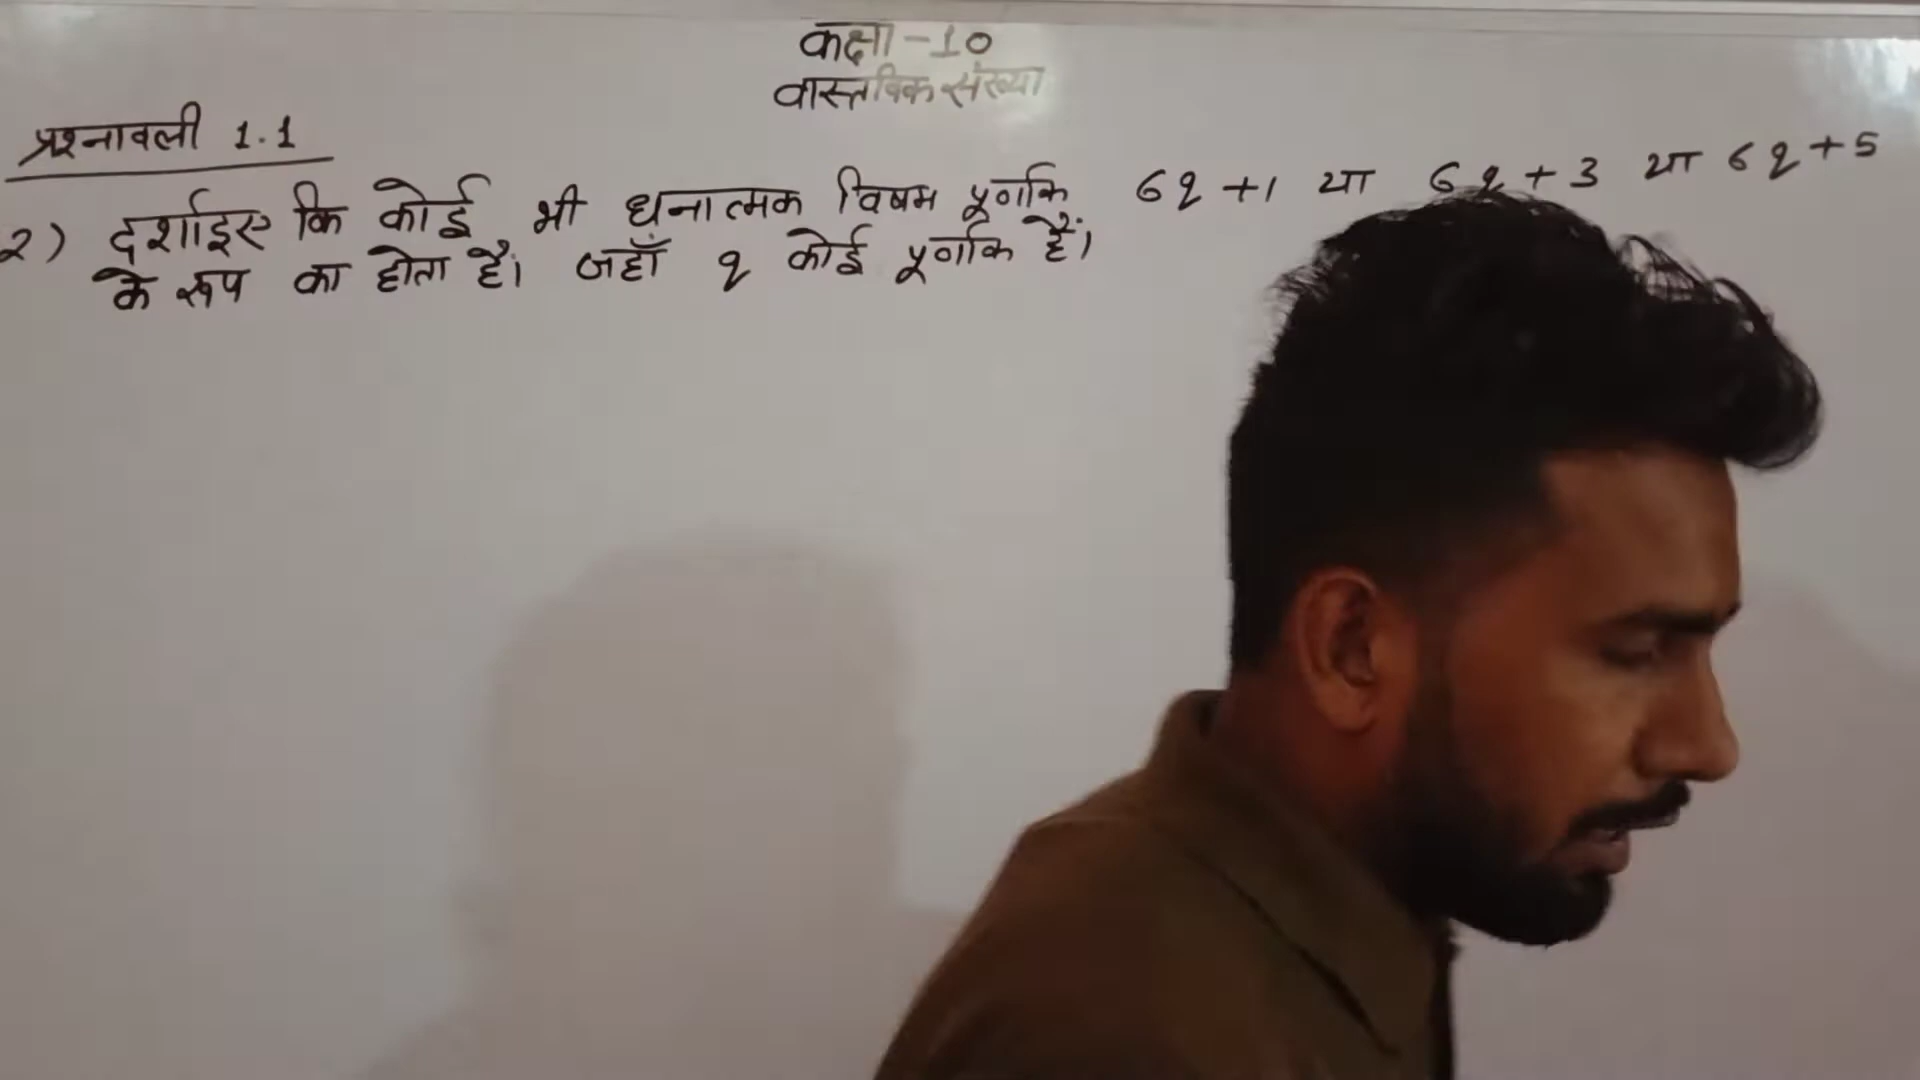 कक्षा - 10
वास्तविक संख्या
प्रश्नावली 1.1
2) दर्शाइए कि कोई भी धनात्मक विषम पूर्णांक 6q+1 या 6q+3 या 6q+5
के रूप का होता है। जहाँ q कोई पूर्णांक है।